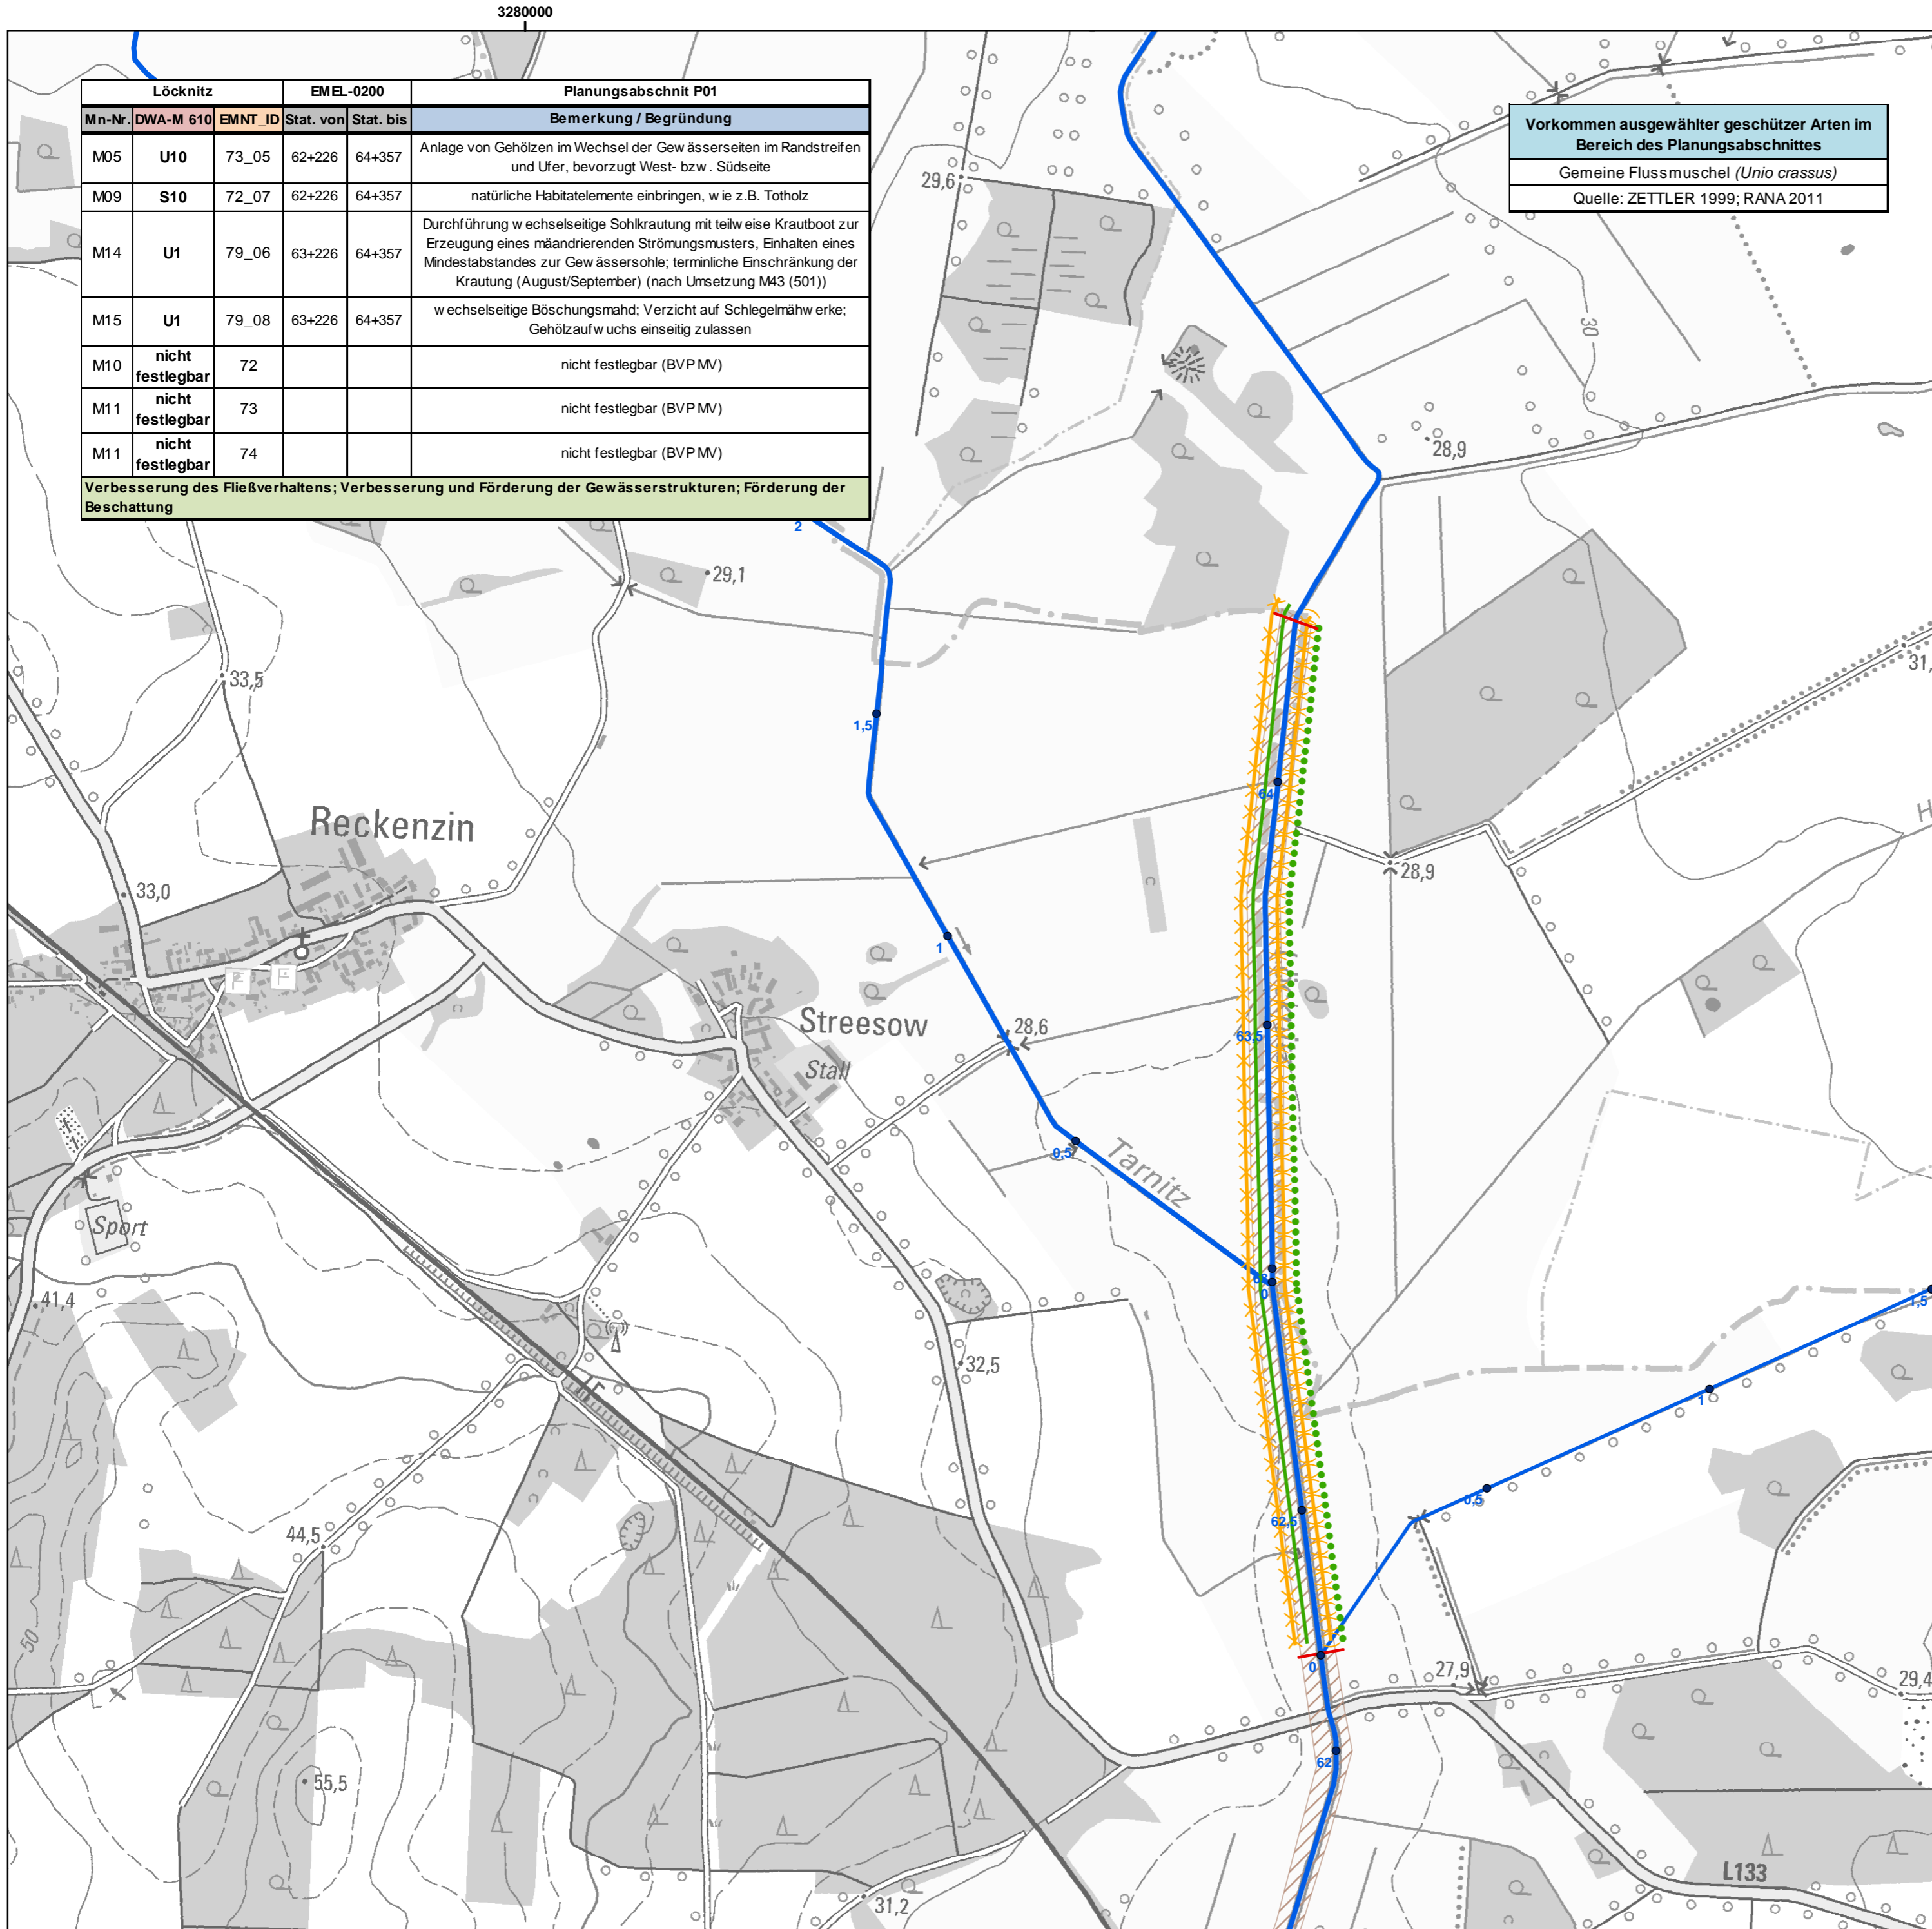 3280000
Löcknitz EMEL-0200 Planungsabschnit P01
Mn-Nr. DWA-M 610 EMNT_ID Stat. von Stat. bis Bemerkung / Begründung
M05 U10 73_05 62+226 64+357 Anlage von Gehölzen im Wechsel der Gewässerseiten im Randstreifen
und Ufer, bevorzugt West- bzw. Südseite
M09 S10 72_07 62+226 64+357 natürliche Habitatelemente einbringen, wie z.B. Totholz
Durchführung wechselseitige Sohlkrautung mit teilweise Krautboot zur
Erzeugung eines mäandrierenden Strömungsmusters, Einhalten eines
M14 U1 79_06 63+226 64+357
Mindestabstandes zur Gewässersohle; terminliche Einschränkung der
Krautung (August/September) (nach Umsetzung M43 (501))
M15 U1 79_08 63+226 64+357 wechselseitige Böschungsmahd; Verzicht auf Schlegelmähwerke;
Gehölzaufwuchs einseitig zulassen
M10 nicht festlegbar 72 nicht festlegbar (BVP MV)
M11 nicht festlegbar 73 nicht festlegbar (BVP MV)
M11 nicht festlegbar 74 nicht festlegbar (BVP MV)
Verbesserung des Fließverhaltens; Verbesserung und Förderung der Gewässerstrukturen; Förderung der
Beschattung
Vorkommen ausgewählter geschützer Arten im
Bereich des Planungsabschnittes
Gemeine Flussmuschel (Unio crassus)
Quelle: ZETTLER 1999; RANA 2011
29,6
30
28,9
2
29,1
33,5
31,
1,5
64
Reckenzin
H
28,9
33,0
1
Streesow
28,6
63,5
Stall
0,5
Tarnitz
Sport
0
41,4
1,5
32,5
1
0,5
62,5
44,5
50
0
27,9
29,4
62
55,5
L133
31,2